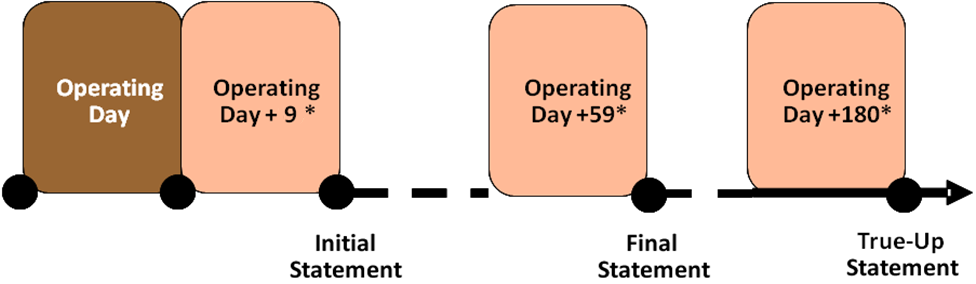 Operating
Day
Operating
Day + 9 *
Operating
Day +59*
Operating
Day +180*
Initial
Statement
Final
Statement
True-Up
Statement